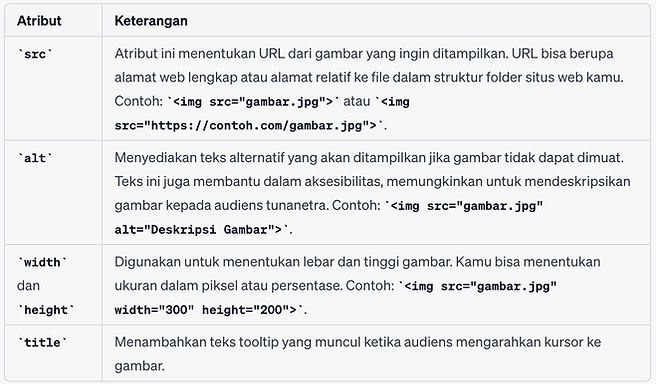 Atribut Keterangan
`src` Atribut ini menentukan URL dari gambar yang ingin ditampilkan. URL bisa berupa
alamat web lengkap atau alamat relatif ke file dalam struktur folder situs web kamu.
Contoh: `<img src="gambar.jpg">` atau `<img
src="https://contoh.com/gambar.jpg">`.
`alt` Menyediakan teks alternatif yang akan ditampilkan jika gambar tidak dapat dimuat.
Teks ini juga membantu dalam aksesibilitas, memungkinkan untuk mendeskripsikan
gambar kepada audiens tunanetra. Contoh: `<img src="gambar.jpg"
alt="Deskripsi Gambar">`.
`width` Digunakan untuk menentukan lebar dan tinggi gambar. Kamu bisa menentukan
dan ukuran dalam piksel atau persentase. Contoh: `<img src="gambar.jpg"
`height` width="300" height="200">`.
`title` Menambahkan teks tooltip yang muncul ketika audiens mengarahkan kursor ke
gambar.